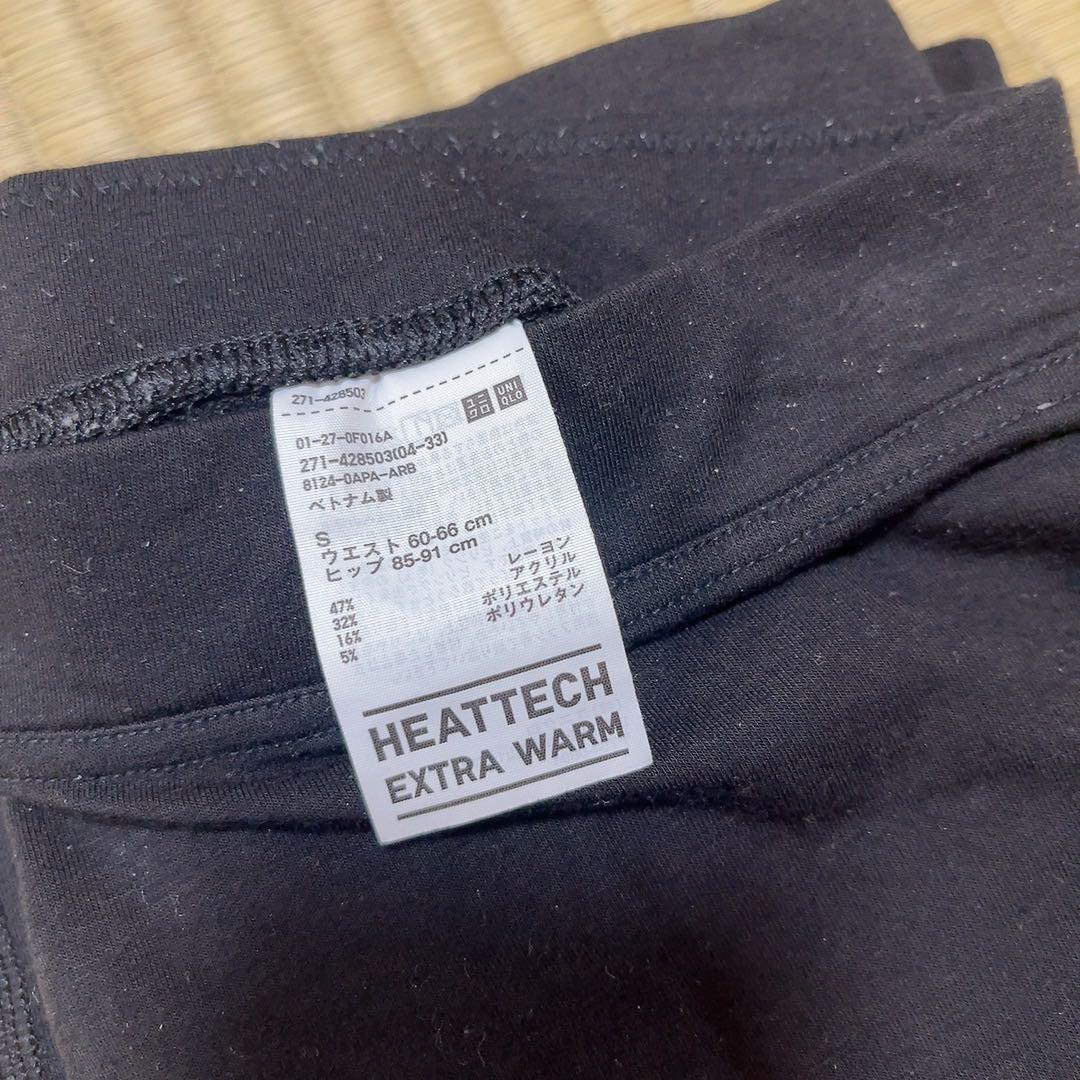 271-428503
ユニ
クロ
UNI
QLO
01-27-0F016A
271-428503(04-33)
8124-0APA-ARB
ベトナム製
S
ウエスト 60-66 cm
ヒップ 85-91 cm
47% レーヨン
32% アクリル
16% ポリエステル
5% ポリウレタン
HEATTECH
EXTRA WARM